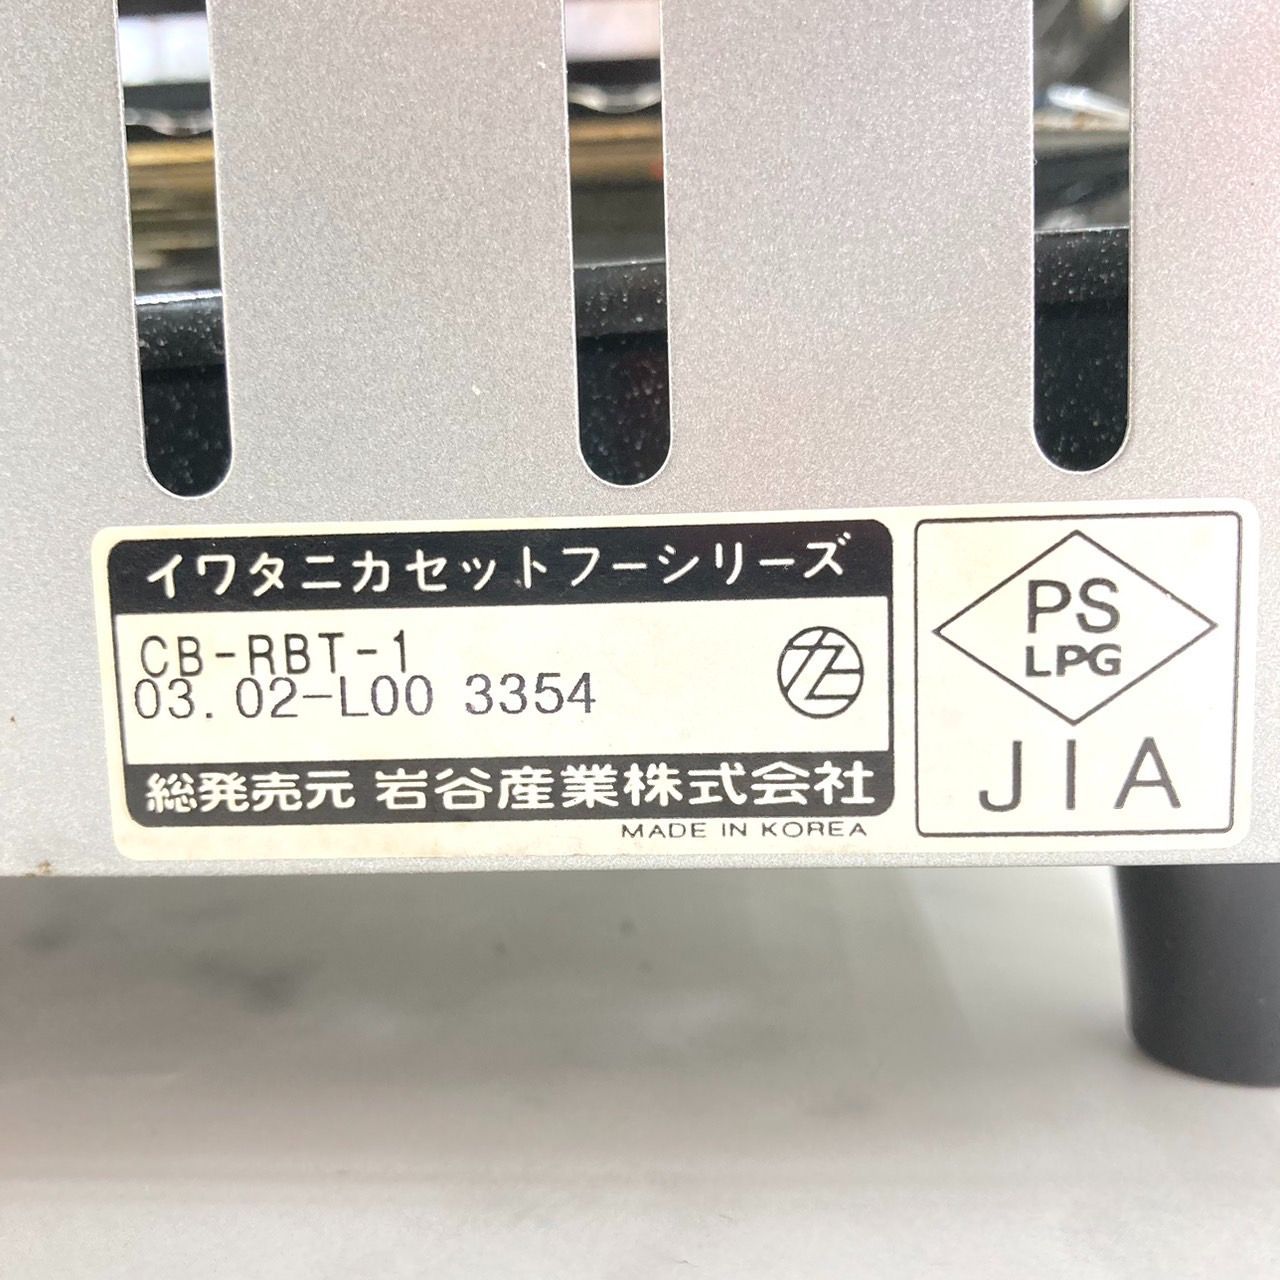 イワタニカセットフーシリーズ
CB-RBT-1
03.02-L00 3354
総発売元 岩谷産業株式会社
MADE IN KOREA
PS
LPG
JIA